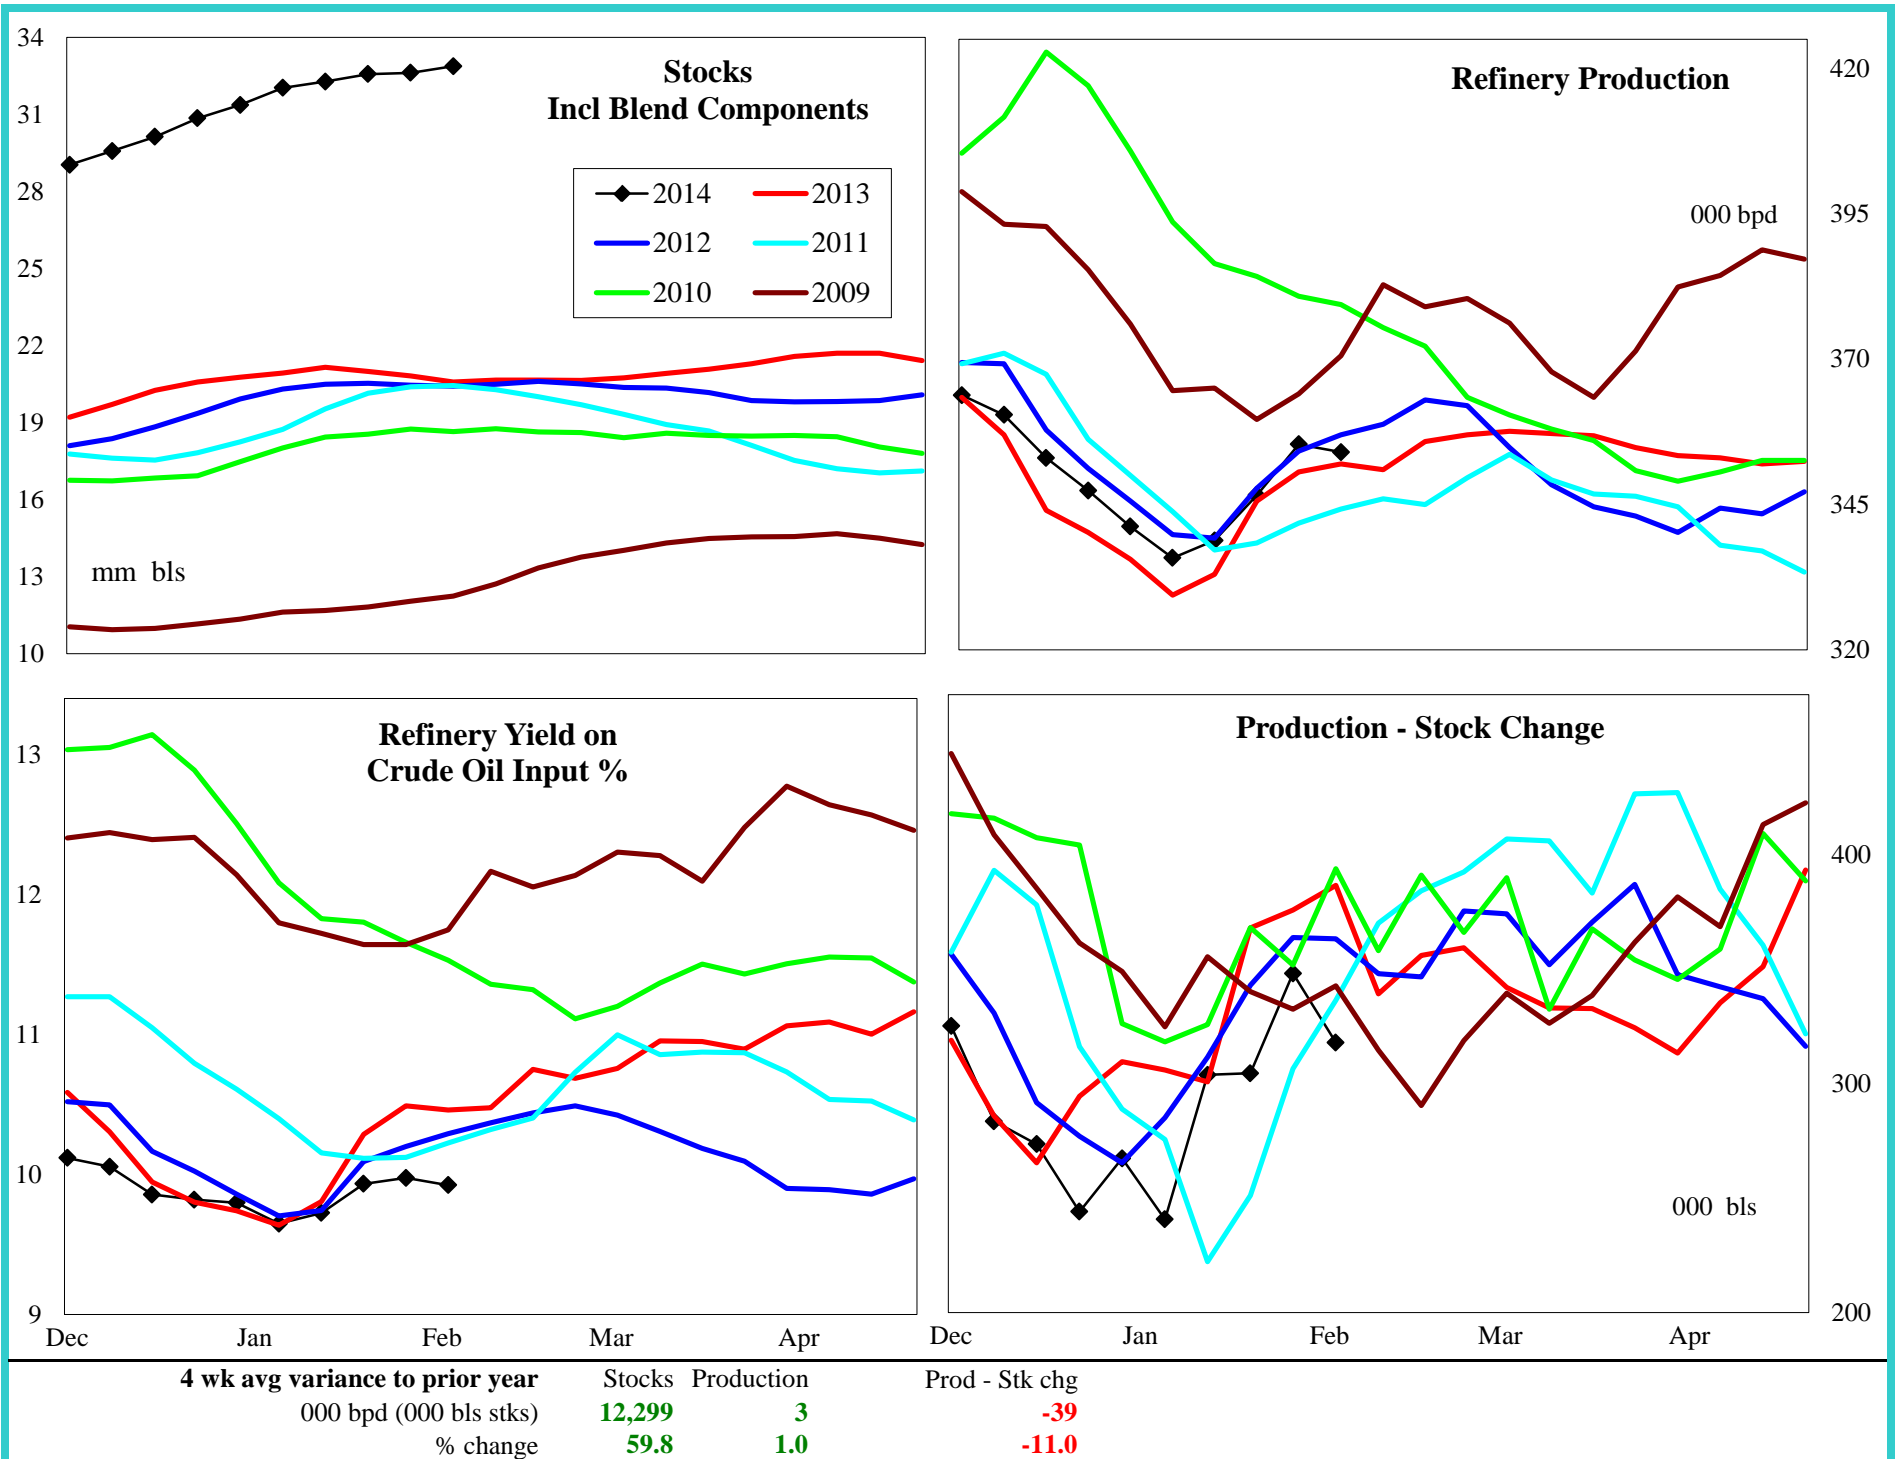 34
31
28
25
22
19
16
13
10
Stocks
Incl Blend Components
2014 2013
2012 2011
2010 2009
mm bls
Refinery Production
000 bpd
420
395
370
345
320
Refinery Yield on
Crude Oil Input %
13
12
11
10
9
Dec Jan Feb Mar Apr
Production - Stock Change
000 bls
400
300
200
Dec Jan Feb Mar Apr
4 wk avg variance to prior year Stocks Production Prod - Stk chg
000 bpd (000 bls stks) 12,299 3 -39
% change 59.8 1.0 -11.0